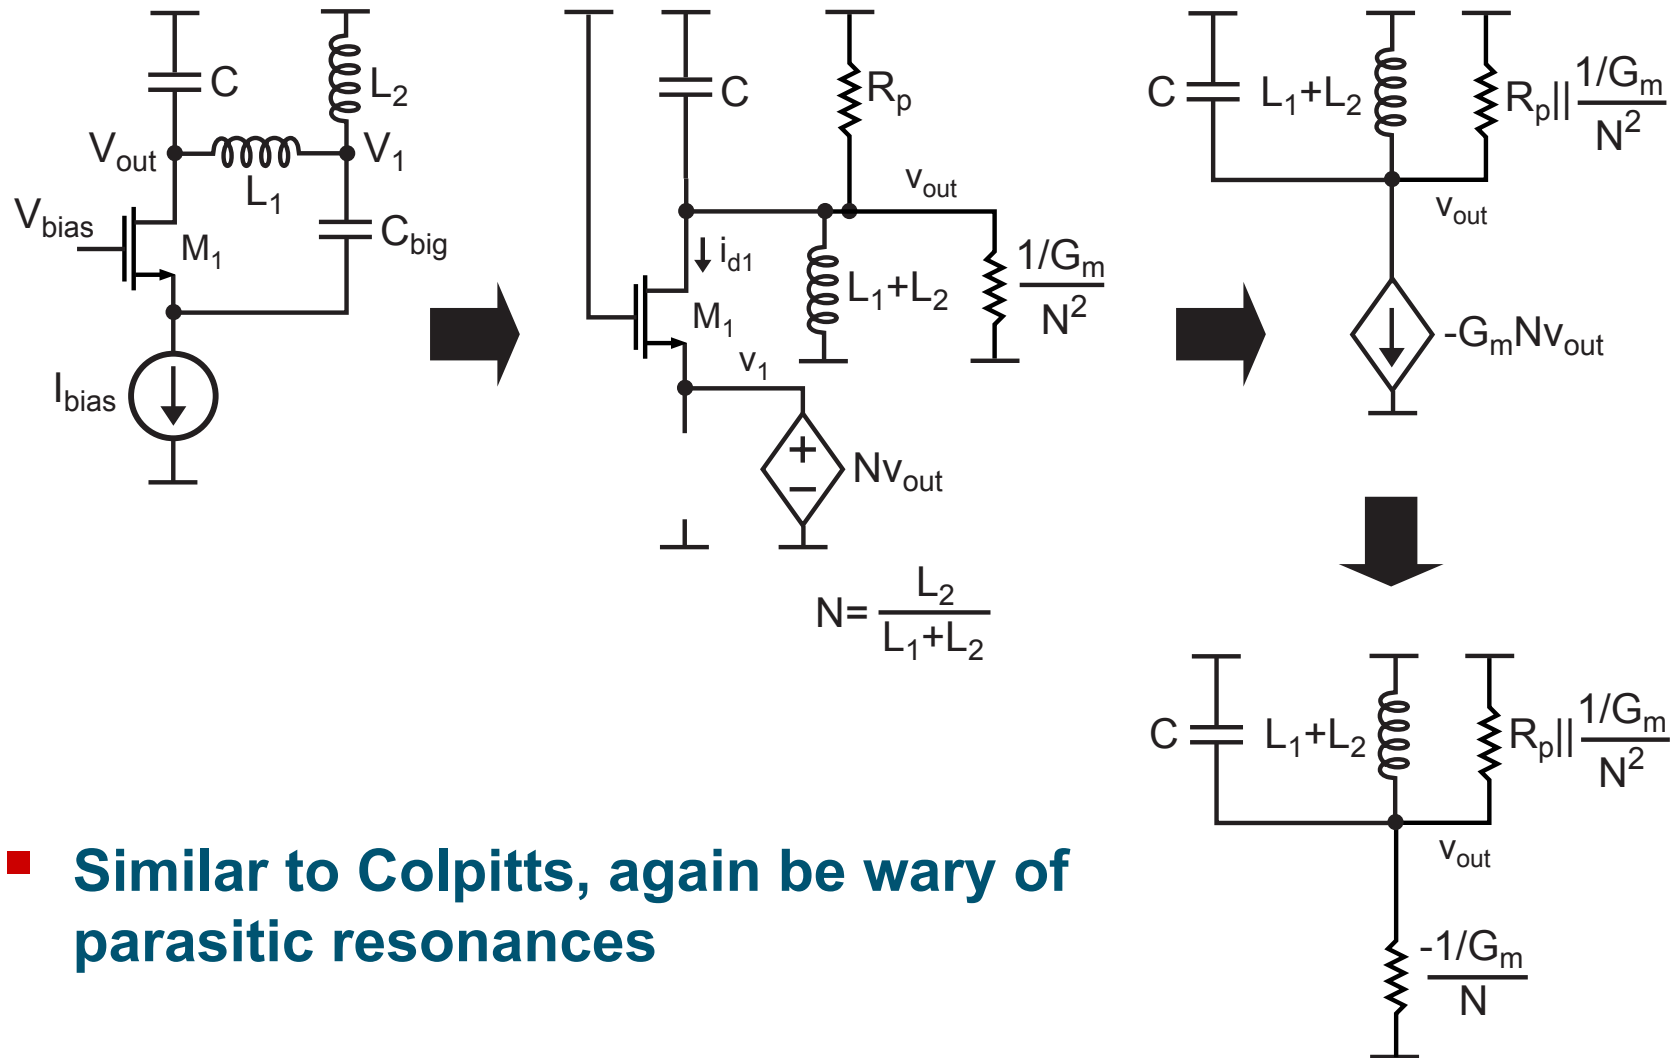 C
L2
Vout
V1
L1
Vbias
M1
Cbig
Ibias
C
Rp
vout
id1
M1
L1+L2
1/Gm
N2
v1
+
−
Nvout
N= L2
L1+L2
C
L1+L2
Rp|| 1/Gm
N2
vout
-GmNvout
C
L1+L2
Rp|| 1/Gm
N2
vout
-1/Gm
N
Similar to Colpitts, again be wary of
parasitic resonances